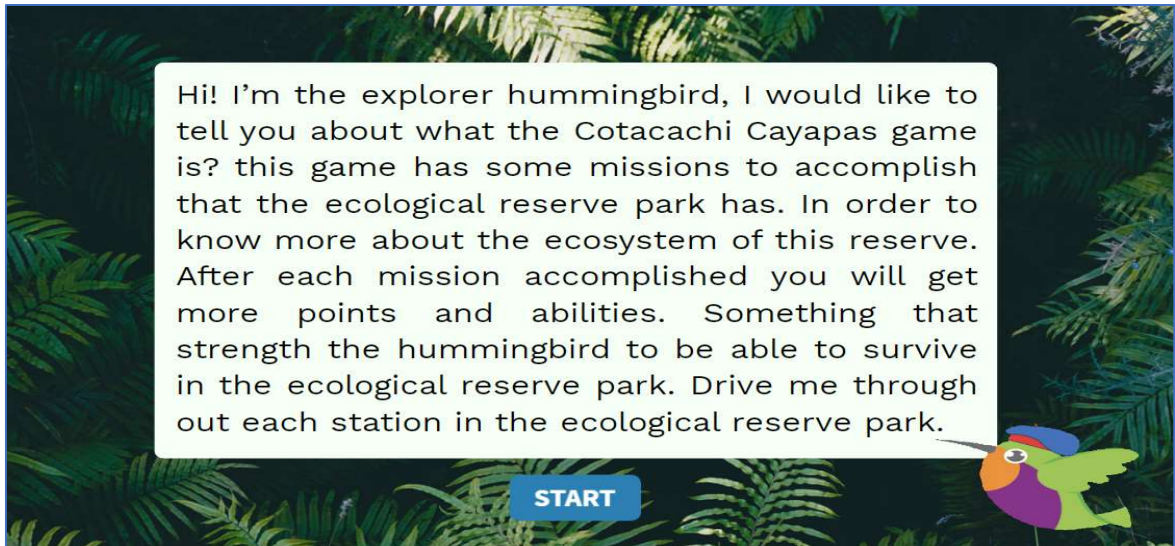 Hi! I'm the explorer hummingbird, I would like to
tell you about what the Cotacachi Cayapas game
is? this game has some missions to accomplish
that the ecological reserve park has. In order to
know more about the ecosystem of this reserve.
After each mission accomplished you will get
more points and abilities. Something that
strength the hummingbird to be able to survive
in the ecological reserve park. Drive me through
out each station in the ecological reserve park.
START